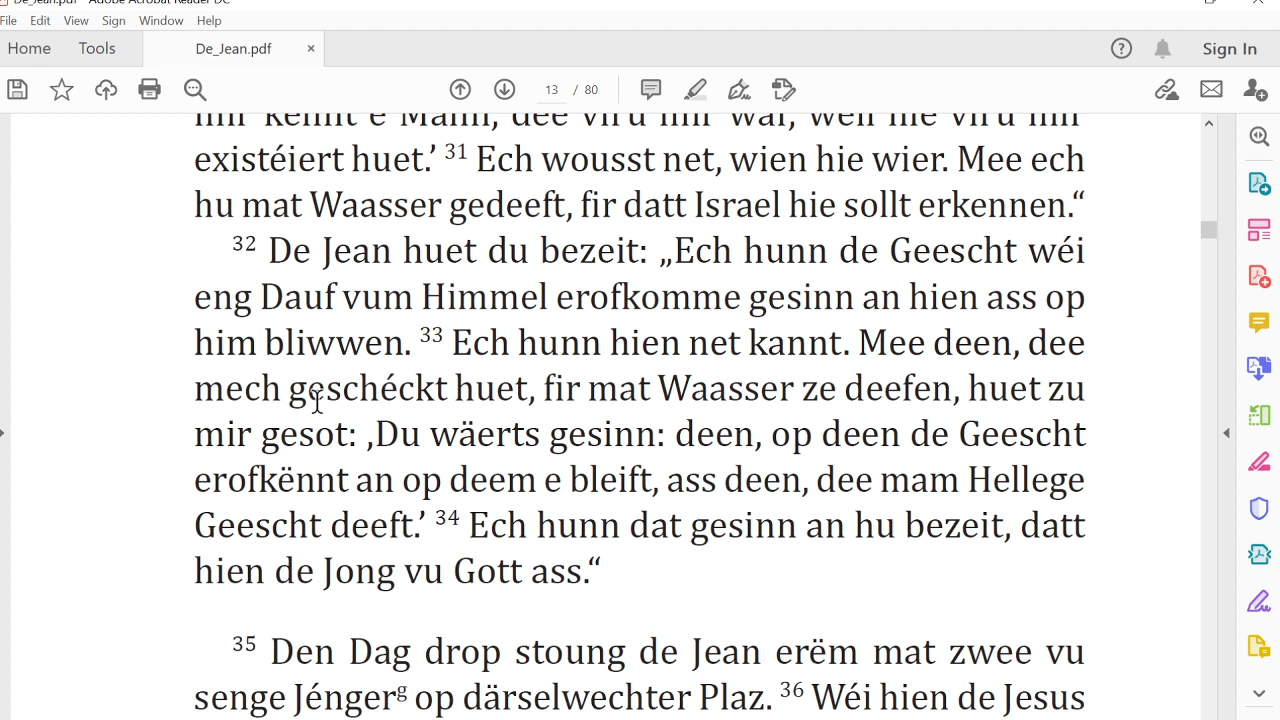 De_Jean.pdf - Adobe Acrobat Reader DC
File Edit View Sign Window Help
Home Tools De_Jean.pdf × Sign In
13 / 80
mir kënnt e Mann, dee viru mir war, well hie viru mir
existéiert huet.’ 31 Ech wousst net, wien hie wier. Mee ech
hu mat Waasser gedeeft, fir datt Israel hie sollt erkennen.“
32 De Jean huet du bezeit: „Ech hunn de Geescht wéi
eng Dauf vum Himmel erofkomme gesinn an hien ass op
him bliwwen. 33 Ech hunn hien net kannt. Mee deen, dee
mech geschéckt huet, fir mat Waasser ze deefen, huet zu
mir gesot: ‚Du wäerts gesinn: deen, op deen de Geescht
erofkënnt an op deem e bleift, ass deen, dee mam Hellege
Geescht deeft.’ 34 Ech hunn dat gesinn an hu bezeit, datt
hien de Jong vu Gott ass.“
35 Den Dag drop stoung de Jean erëm mat zwee vu
senge Jénger g op därselwechter Plaz. 36 Wéi hien de Jesus